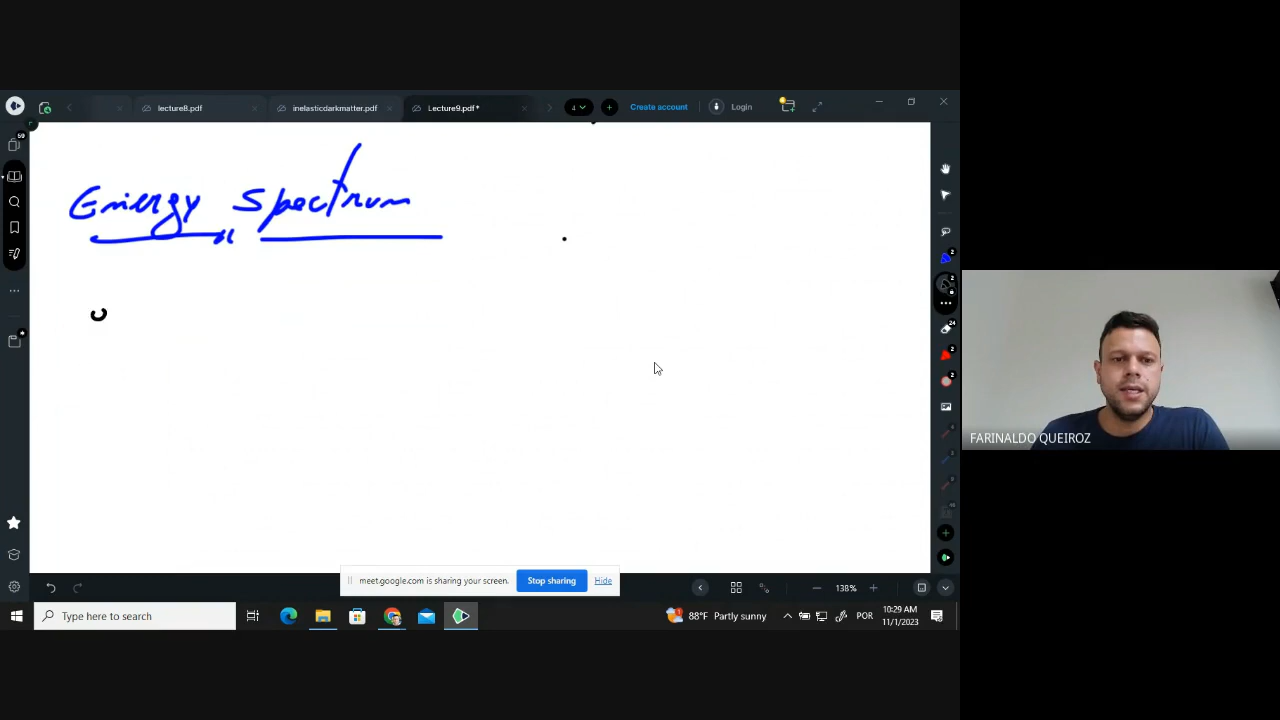 lecture8.pdf
inelasticdarkmatter.pdf
Lecture9.pdf*
4
Create account
Login
59
Energy Spectrum
FARINALDO QUEIROZ
meet.google.com is sharing your screen.
Stop sharing
Hide
138%
Type here to search
88°F Partly sunny
POR
10:29 AM
11/1/2023